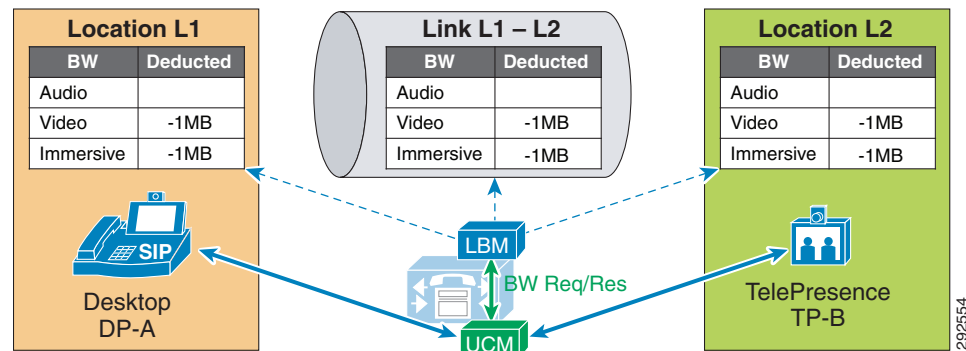 Location L1
BW Deducted
Audio
Video -1MB
Immersive -1MB
SIP
Desktop
DP-A
Link L1 – L2
BW Deducted
Audio
Video -1MB
Immersive -1MB
LBM
BW Req/Res
UCM
Location L2
BW Deducted
Audio
Video -1MB
Immersive -1MB
TelePresence
TP-B
292554